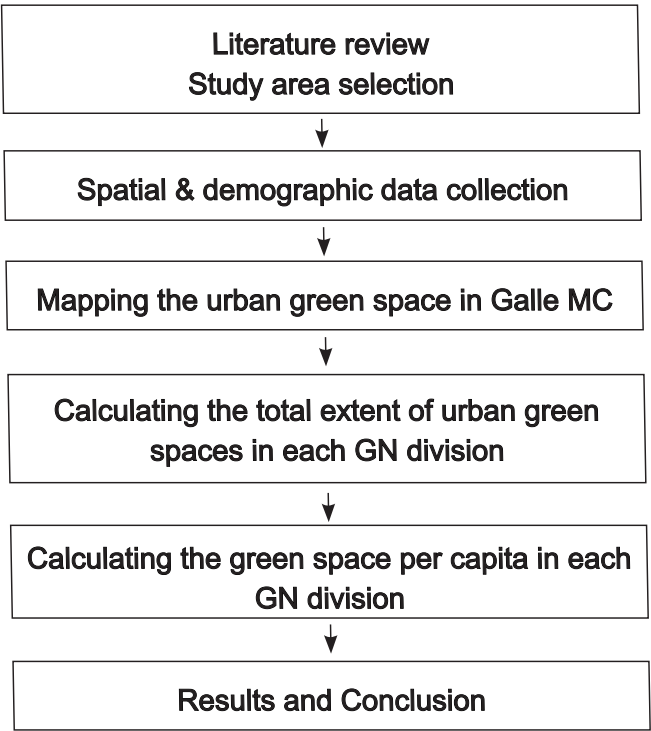 Literature review
Study area selection
Spatial & demographic data collection
Mapping the urban green space in Galle MC
Calculating the total extent of urban green
spaces in each GN division
Calculating the green space per capita in each
GN division
Results and Conclusion